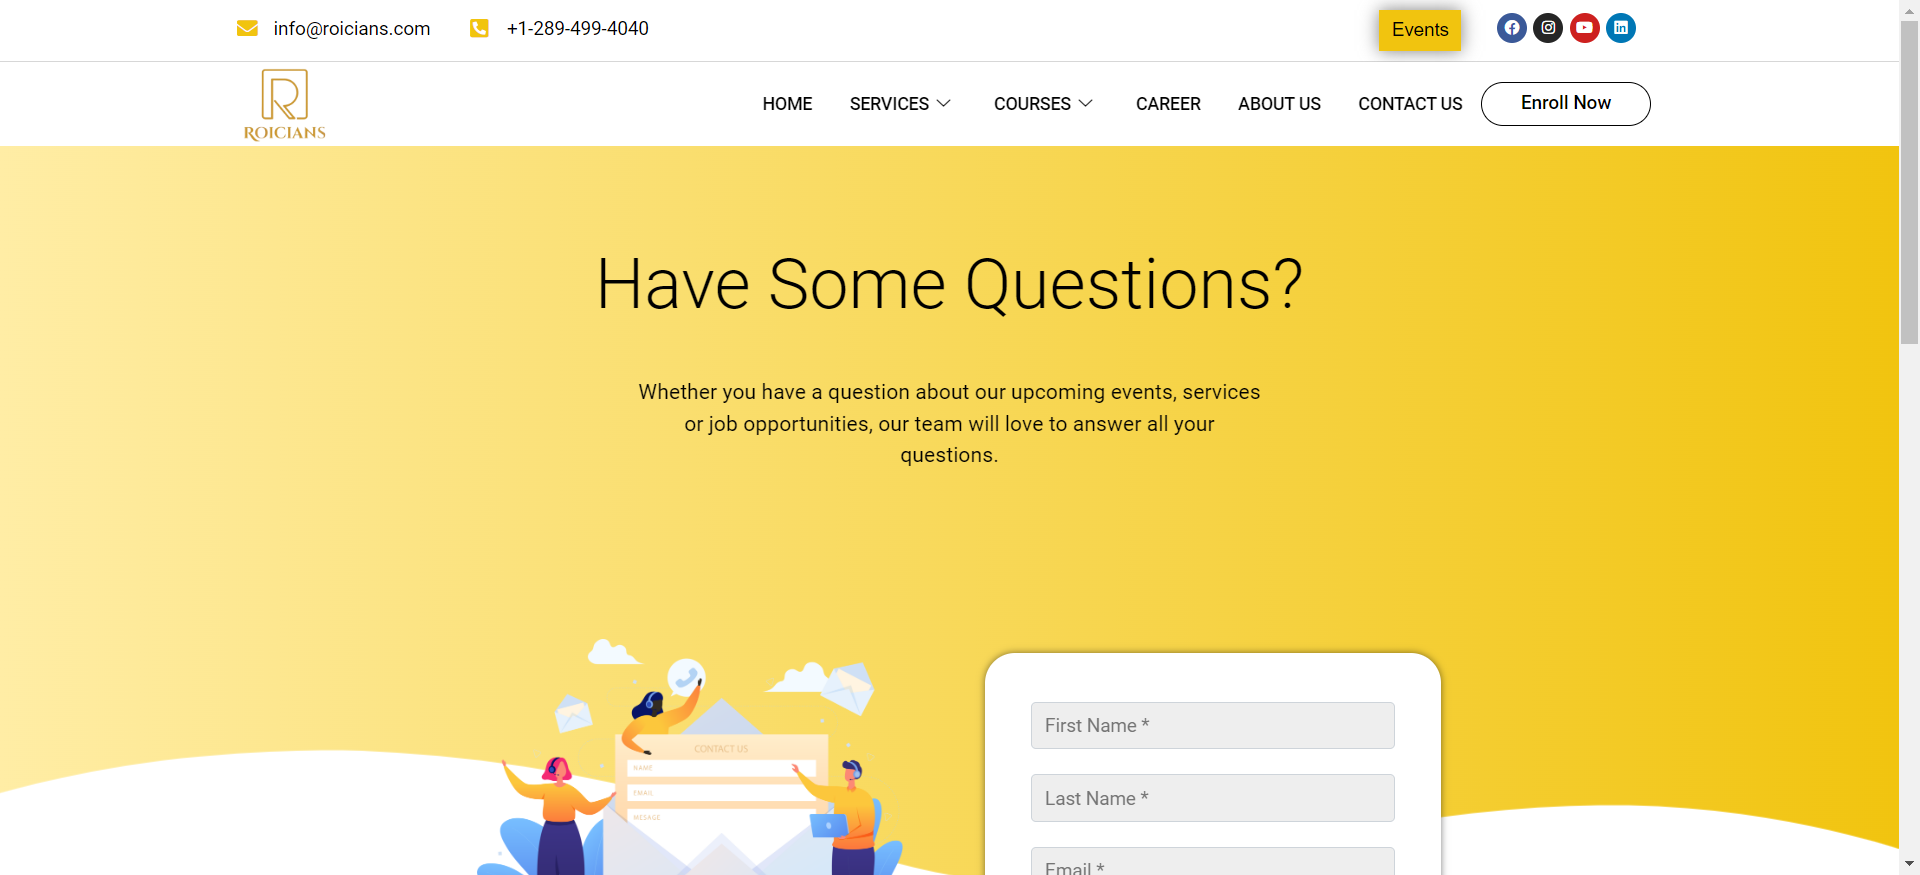 info@roicians.com
+1-289-499-4040
Events
ROICIANS
HOME
SERVICES
COURSES
CAREER
ABOUT US
CONTACT US
Enroll Now
Have Some Questions?
Whether you have a question about our upcoming events, services
or job opportunities, our team will love to answer all your
questions.
CONTACT US
NAME
EMAIL
MESAGE
First Name *
Last Name *
Email *